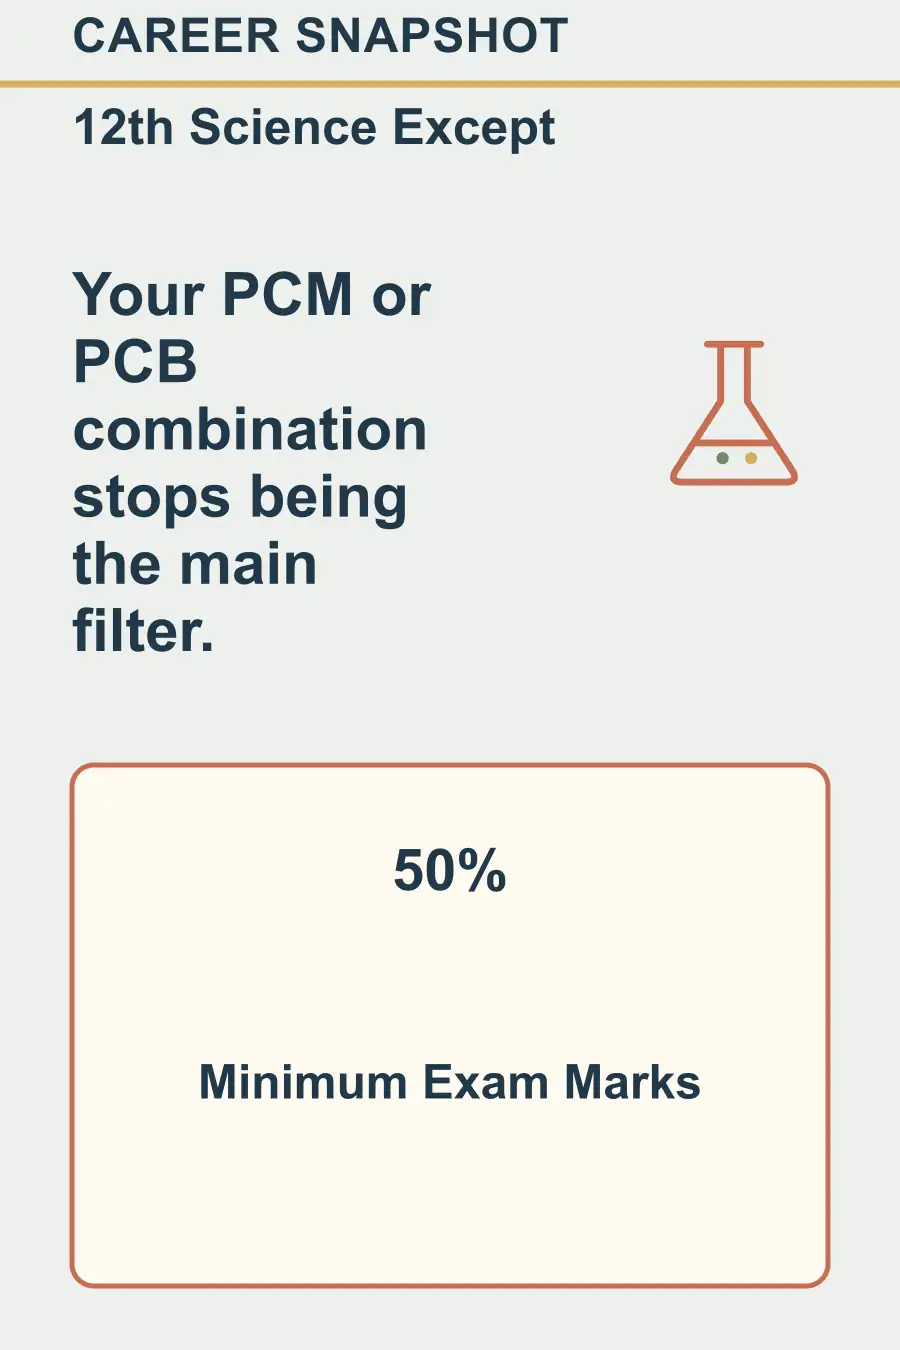 CAREER SNAPSHOT
12th Science Except
Your PCM or
PCB
combination
stops being
the main
filter.
50%
Minimum Exam Marks